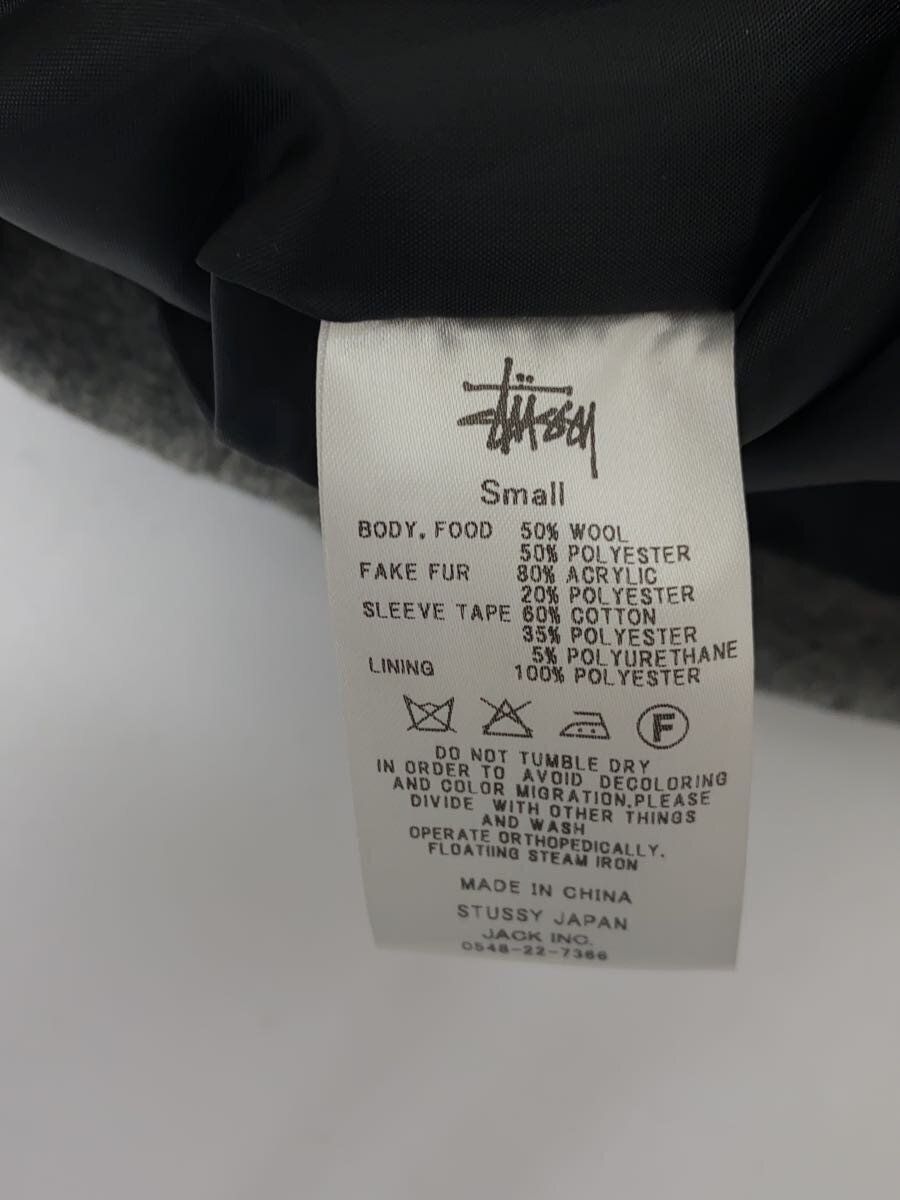 Stüssy
Small
BODY, FOOD 50% WOOL
50% POLYESTER
FAKE FUR 80% ACRYLIC
20% POLYESTER
SLEEVE TAPE 60% COTTON
35% POLYESTER
5% POLYURETHANE
LINING 100% POLYESTER
F
DO NOT TUMBLE DRY
IN ORDER TO AVOID DECOLORING
AND COLOR MIGRATION,PLEASE
DIVIDE WITH OTHER THINGS
AND WASH
OPERATE ORTHOPEDICALLY.
FLOATIING STEAM IRON
MADE IN CHINA
STUSSY JAPAN
JACK INC.
0548-22-7366